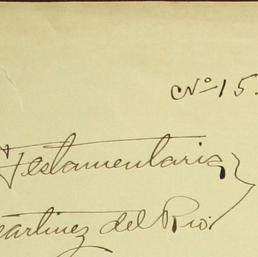 No 15.
Testamentaria
Martinez del Rio.